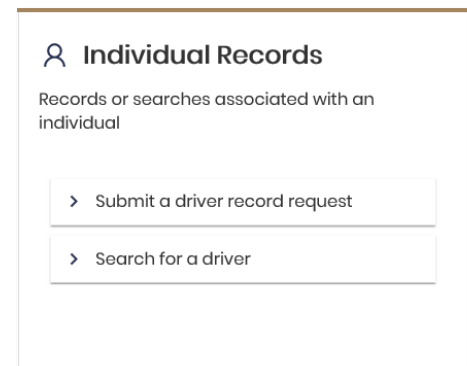 Individual Records
Records or searches associated with an
individual
Submit a driver record request
Search for a driver